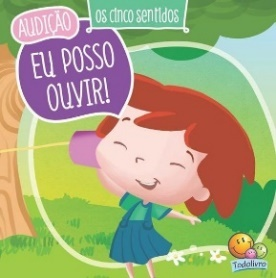 os cinco sentidos
AUDIÇÃO
EU POSSO
OUVIR!
Todolivro